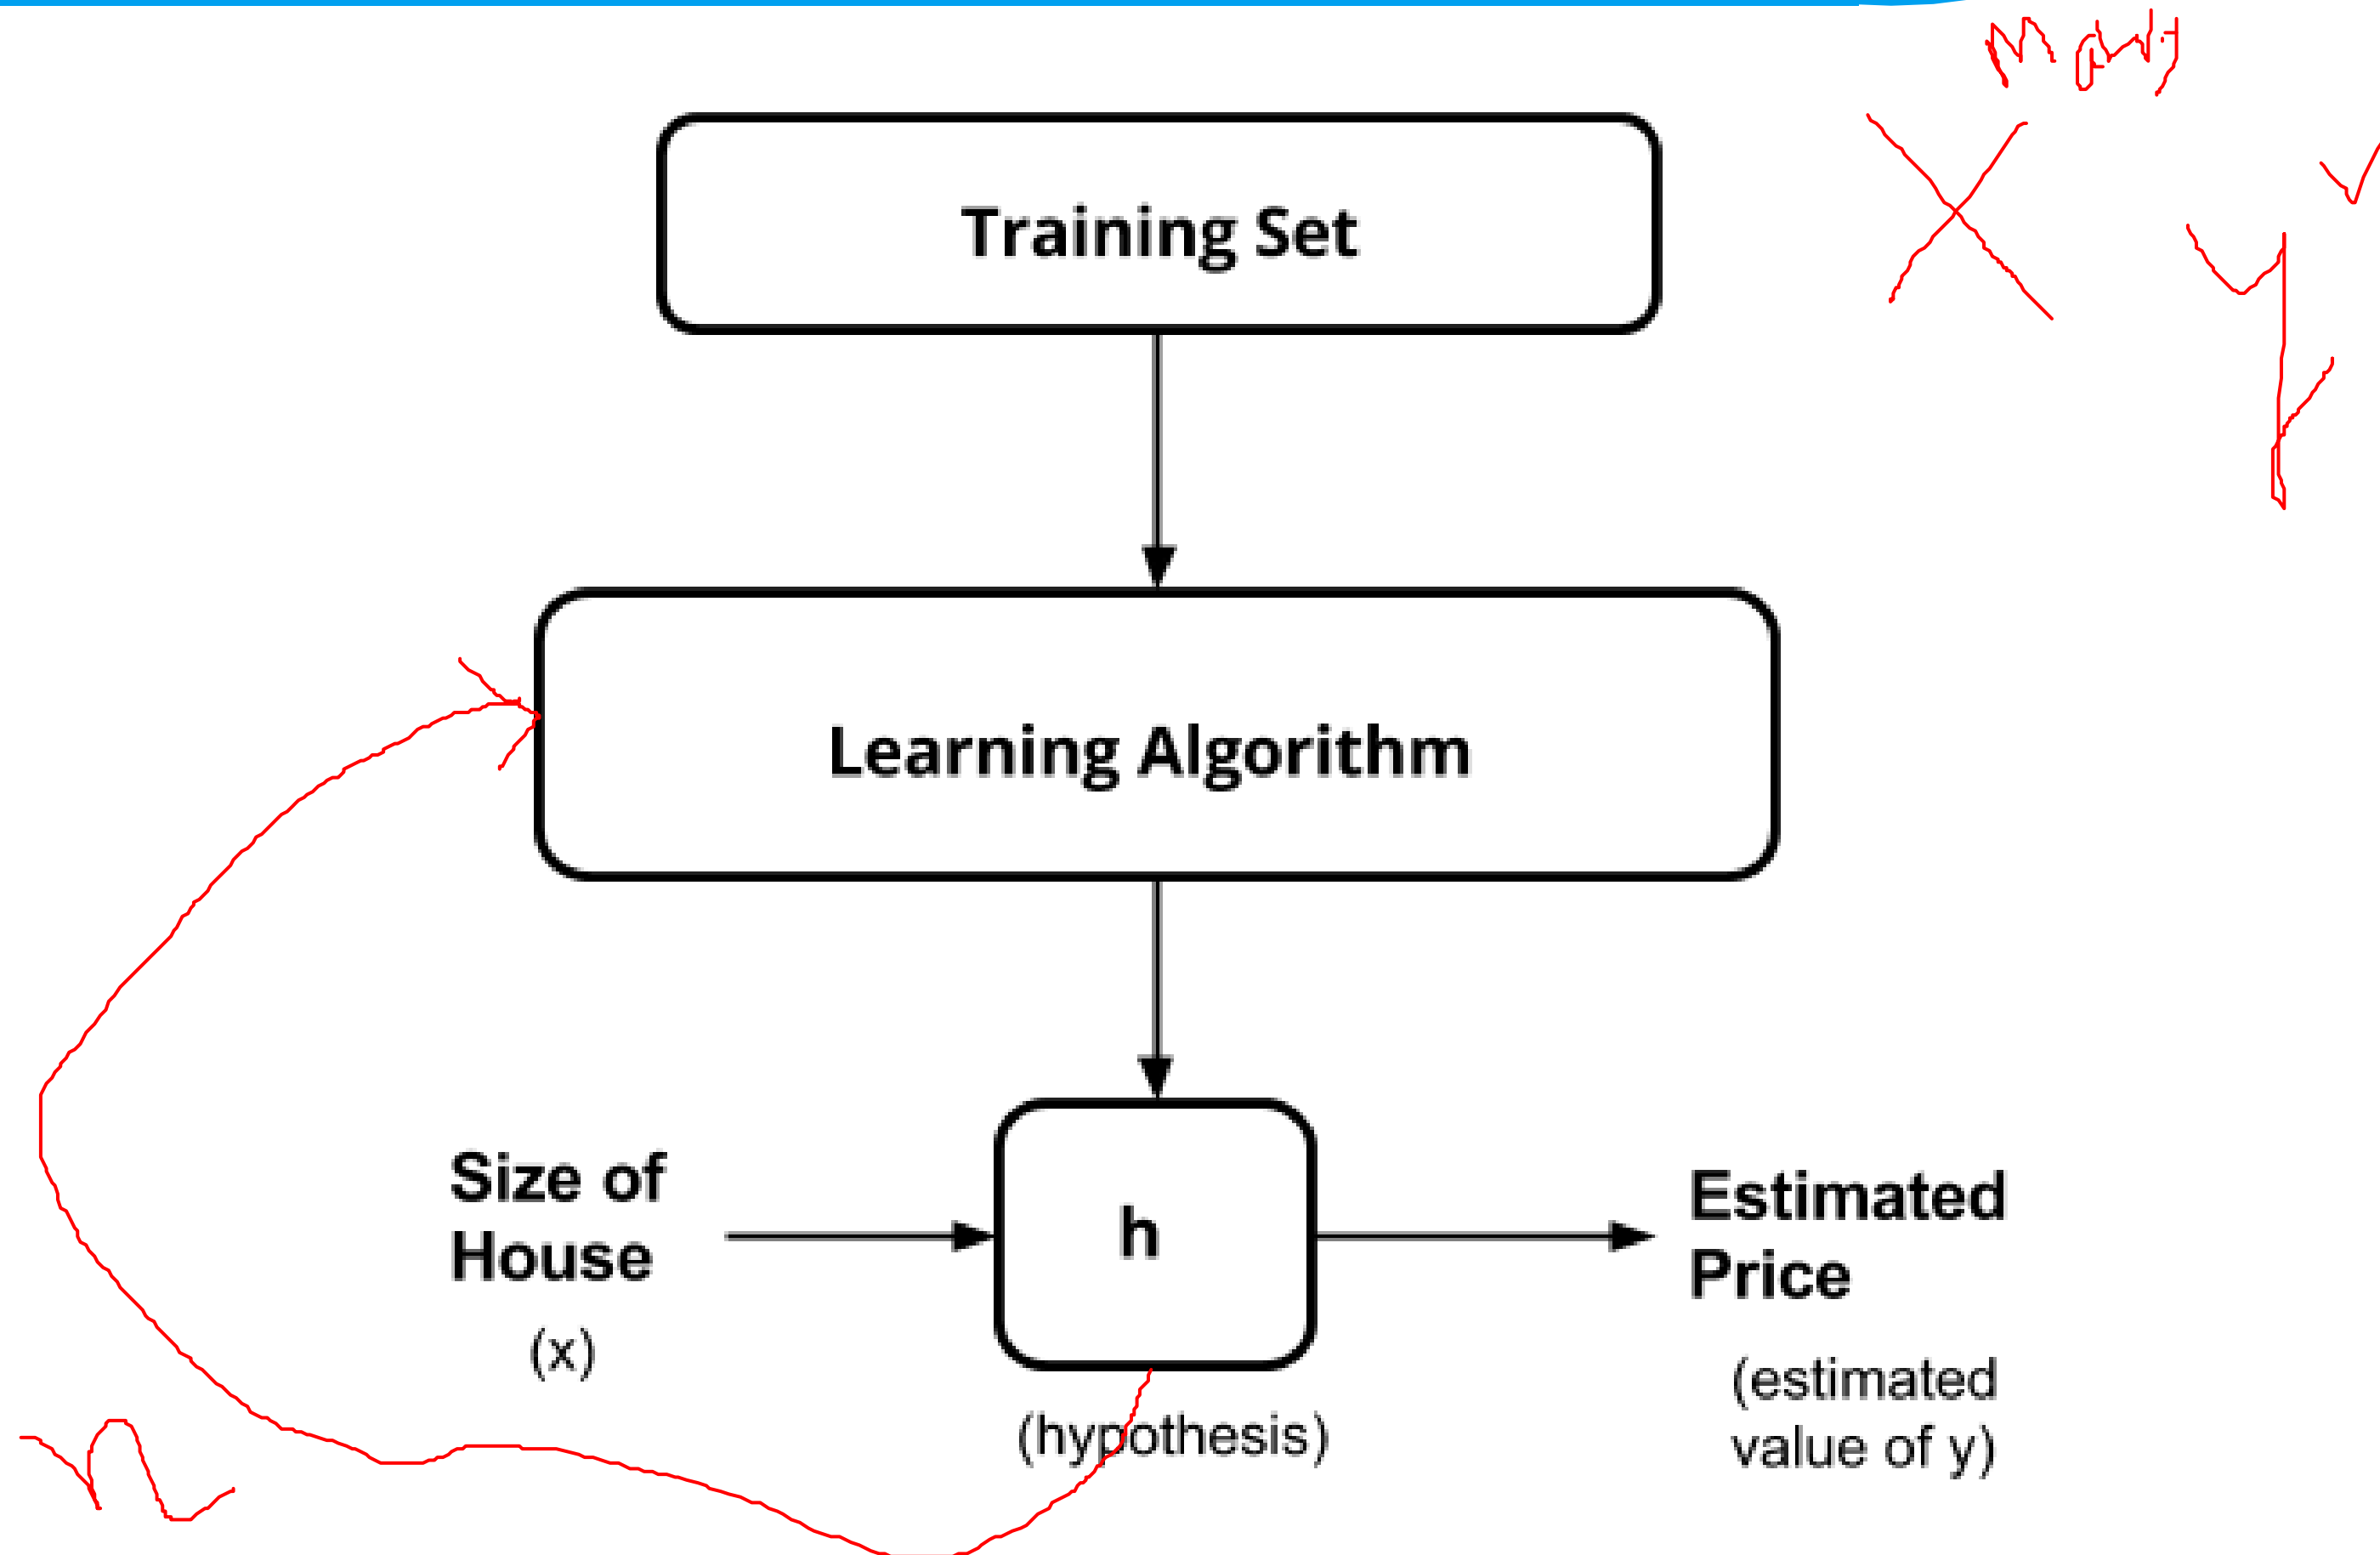 X
y
Training Set
Learning Algorithm
Size of
House
(x)
h
(hypothesis)
Estimated
Price
(estimated
value of y)
n